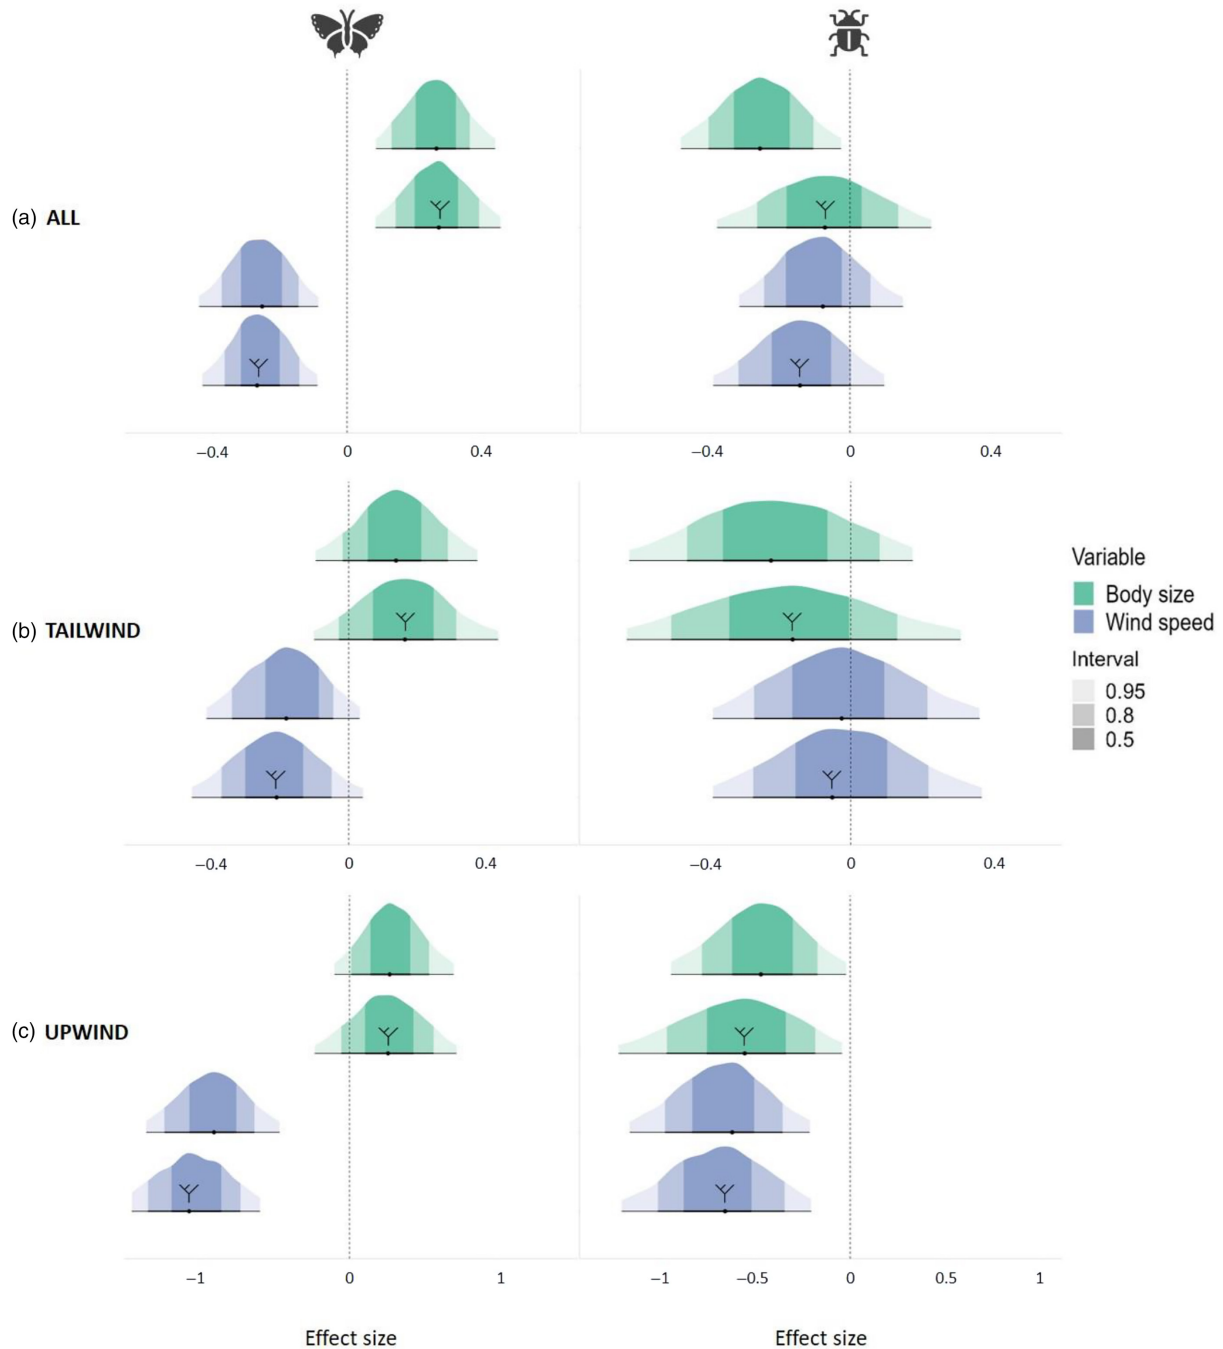 (a) ALL
−0.4 0 0.4 −0.4 0 0.4
(b) TAILWIND
Variable
Body size
Wind speed
Interval
0.95
0.8
0.5
−0.4 0 0.4 −0.4 0 0.4
(c) UPWIND
−1 0 1 −1 −0.5 0 0.5 1
Effect size Effect size